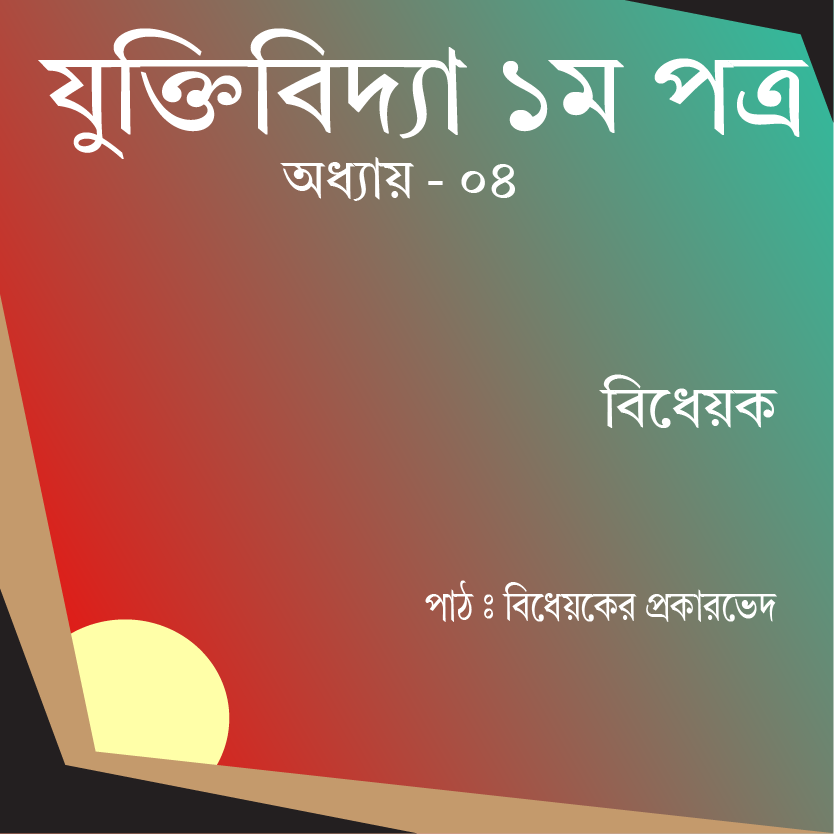 যুক্তিবিদ্যা ১ম পত্র
অধ্যায় - ০৪
বিধেয়ক
পাঠ ঃ বিধেয়কের প্রকারভেদ